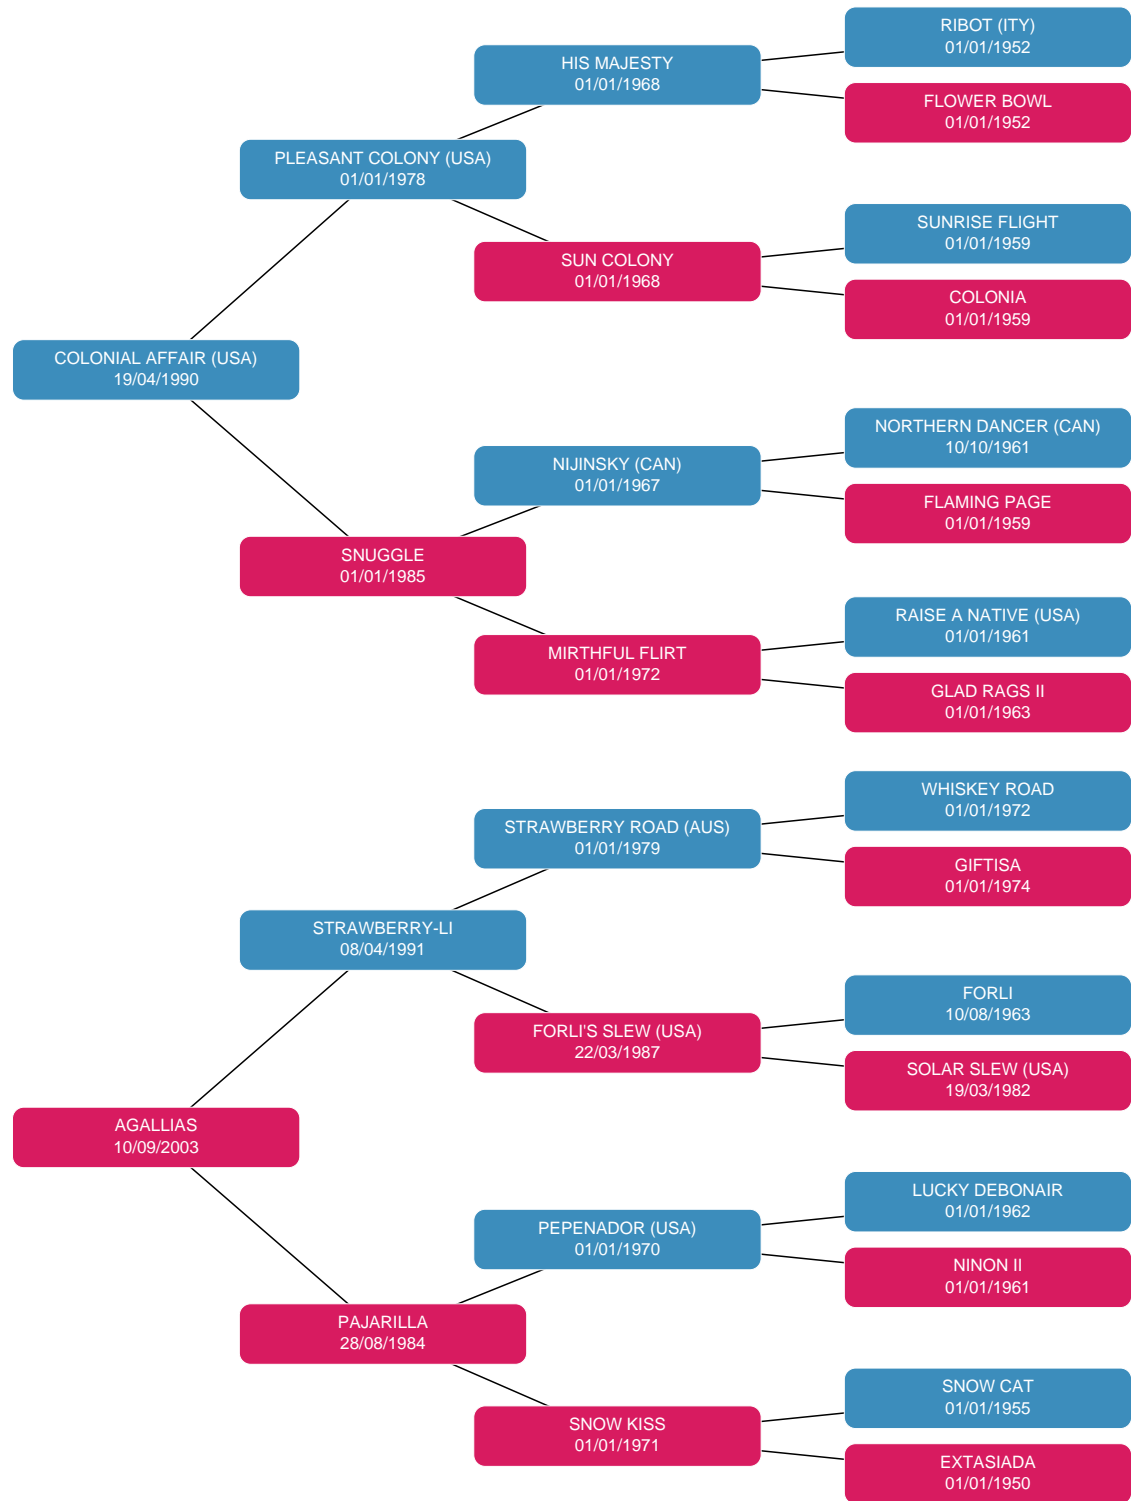 RIBOT (ITY)
01/01/1952
HIS MAJESTY
01/01/1968
FLOWER BOWL
01/01/1952
PLEASANT COLONY (USA)
01/01/1978
SUNRISE FLIGHT
01/01/1959
SUN COLONY
01/01/1968
COLONIA
01/01/1959
COLONIAL AFFAIR (USA)
19/04/1990
NORTHERN DANCER (CAN)
10/10/1961
NIJINSKY (CAN)
01/01/1967
FLAMING PAGE
01/01/1959
SNUGGLE
01/01/1985
RAISE A NATIVE (USA)
01/01/1961
MIRTHFUL FLIRT
01/01/1972
GLAD RAGS II
01/01/1963
WHISKEY ROAD
01/01/1972
STRAWBERRY ROAD (AUS)
01/01/1979
GIFTISA
01/01/1974
STRAWBERRY-LI
08/04/1991
FORLI
10/08/1963
FORLI'S SLEW (USA)
22/03/1987
SOLAR SLEW (USA)
19/03/1982
AGALLIAS
10/09/2003
LUCKY DEBONAIR
01/01/1962
PEPENADOR (USA)
01/01/1970
NINON II
01/01/1961
PAJARILLA
28/08/1984
SNOW CAT
01/01/1955
SNOW KISS
01/01/1971
EXTASIADA
01/01/1950